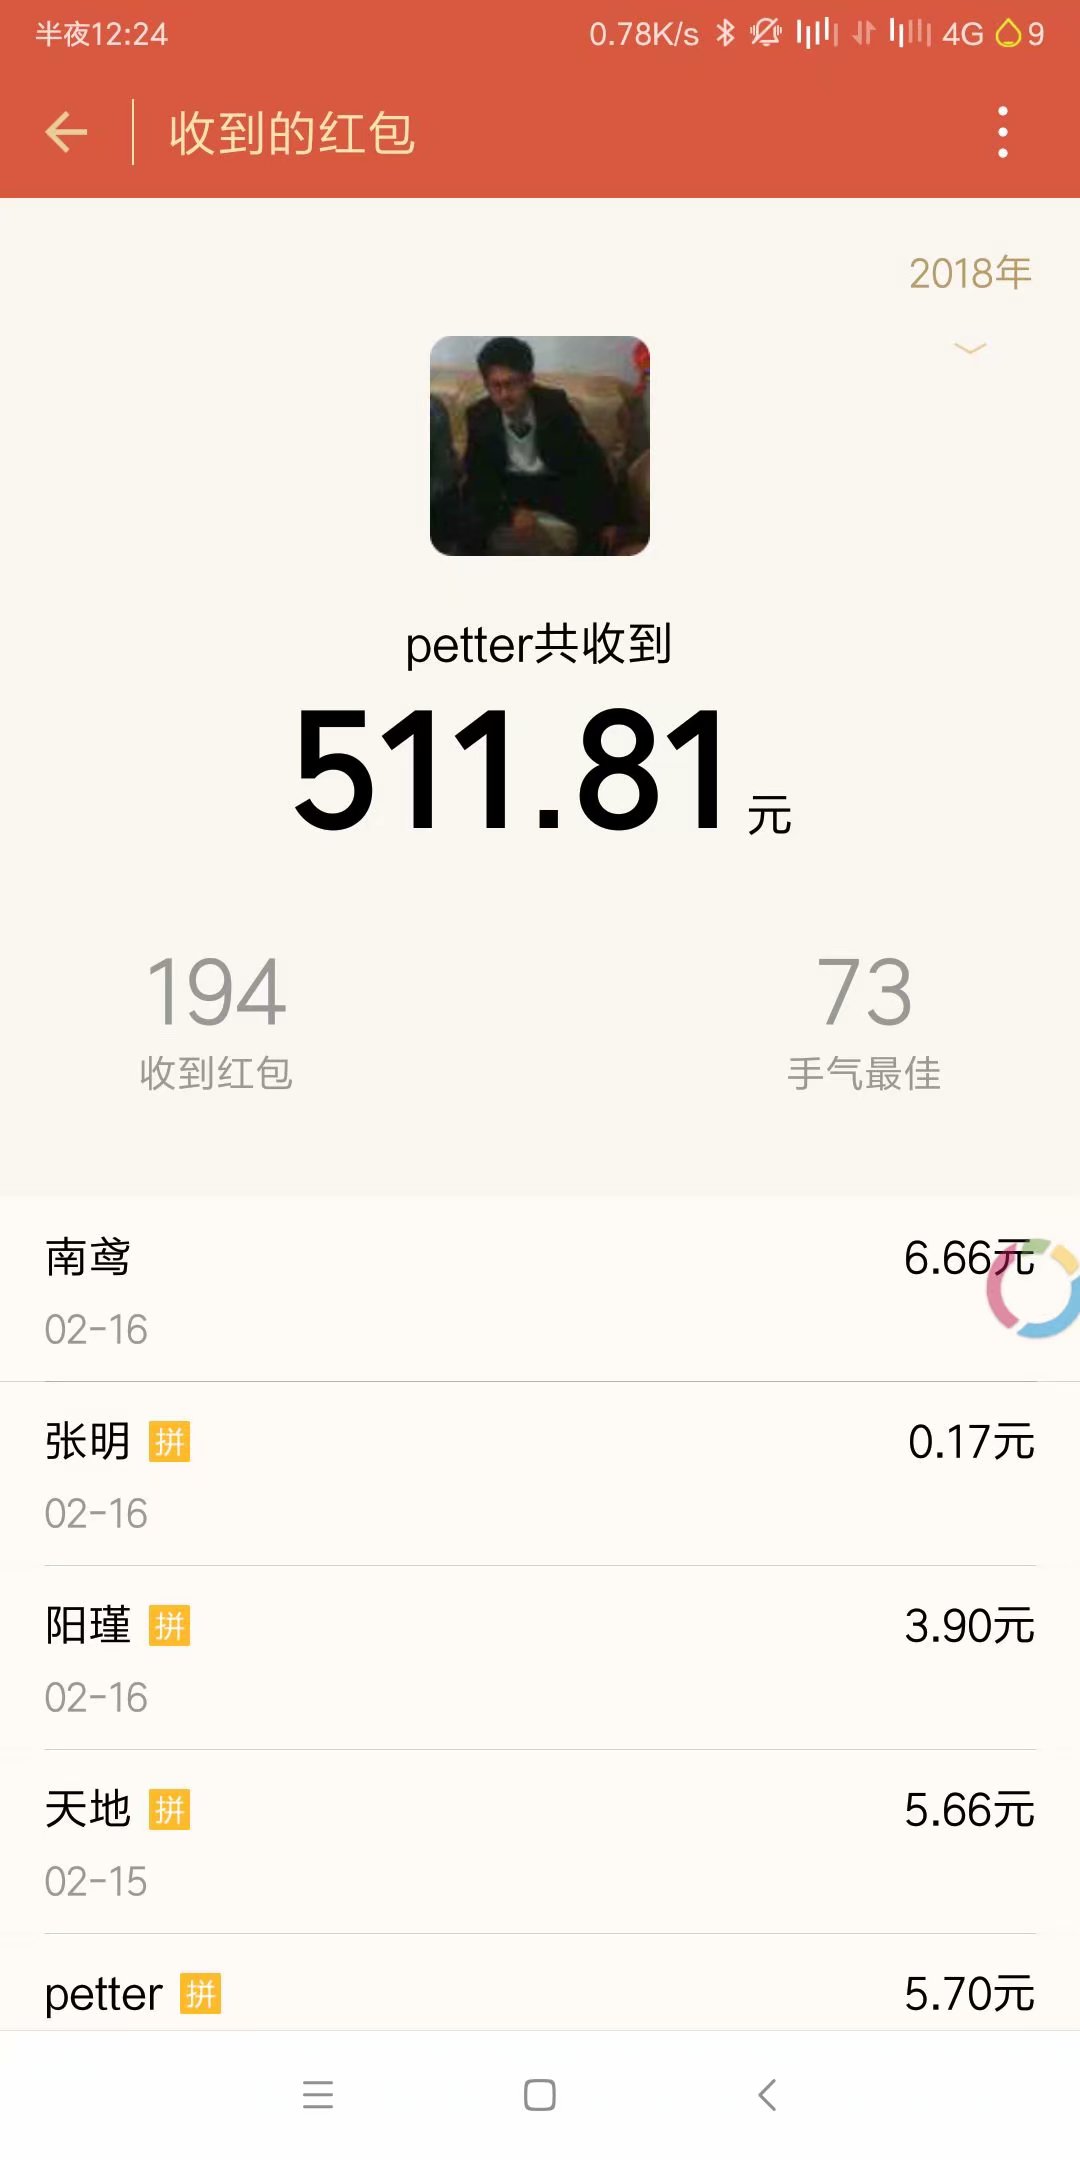 半夜12:24 0.78K/s 4G 9
收到的红包
2018年
petter共收到
511.81元
194 73
收到红包 手气最佳
南鸢 6.66元
02-16
张明 拼 0.17元
02-16
阳瑾 拼 3.90元
02-16
天地 拼 5.66元
02-15
petter 拼 5.70元